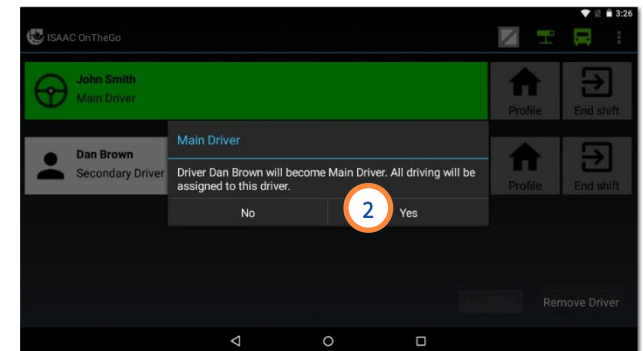 3:26
ISAAC OnTheGo
John Smith
Main Driver
Profile
End shift
Main Driver
Driver Dan Brown will become Main Driver. All driving will be
assigned to this driver.
No
2
Yes
Dan Brown
Secondary Driver
Profile
End shift
Remove Driver